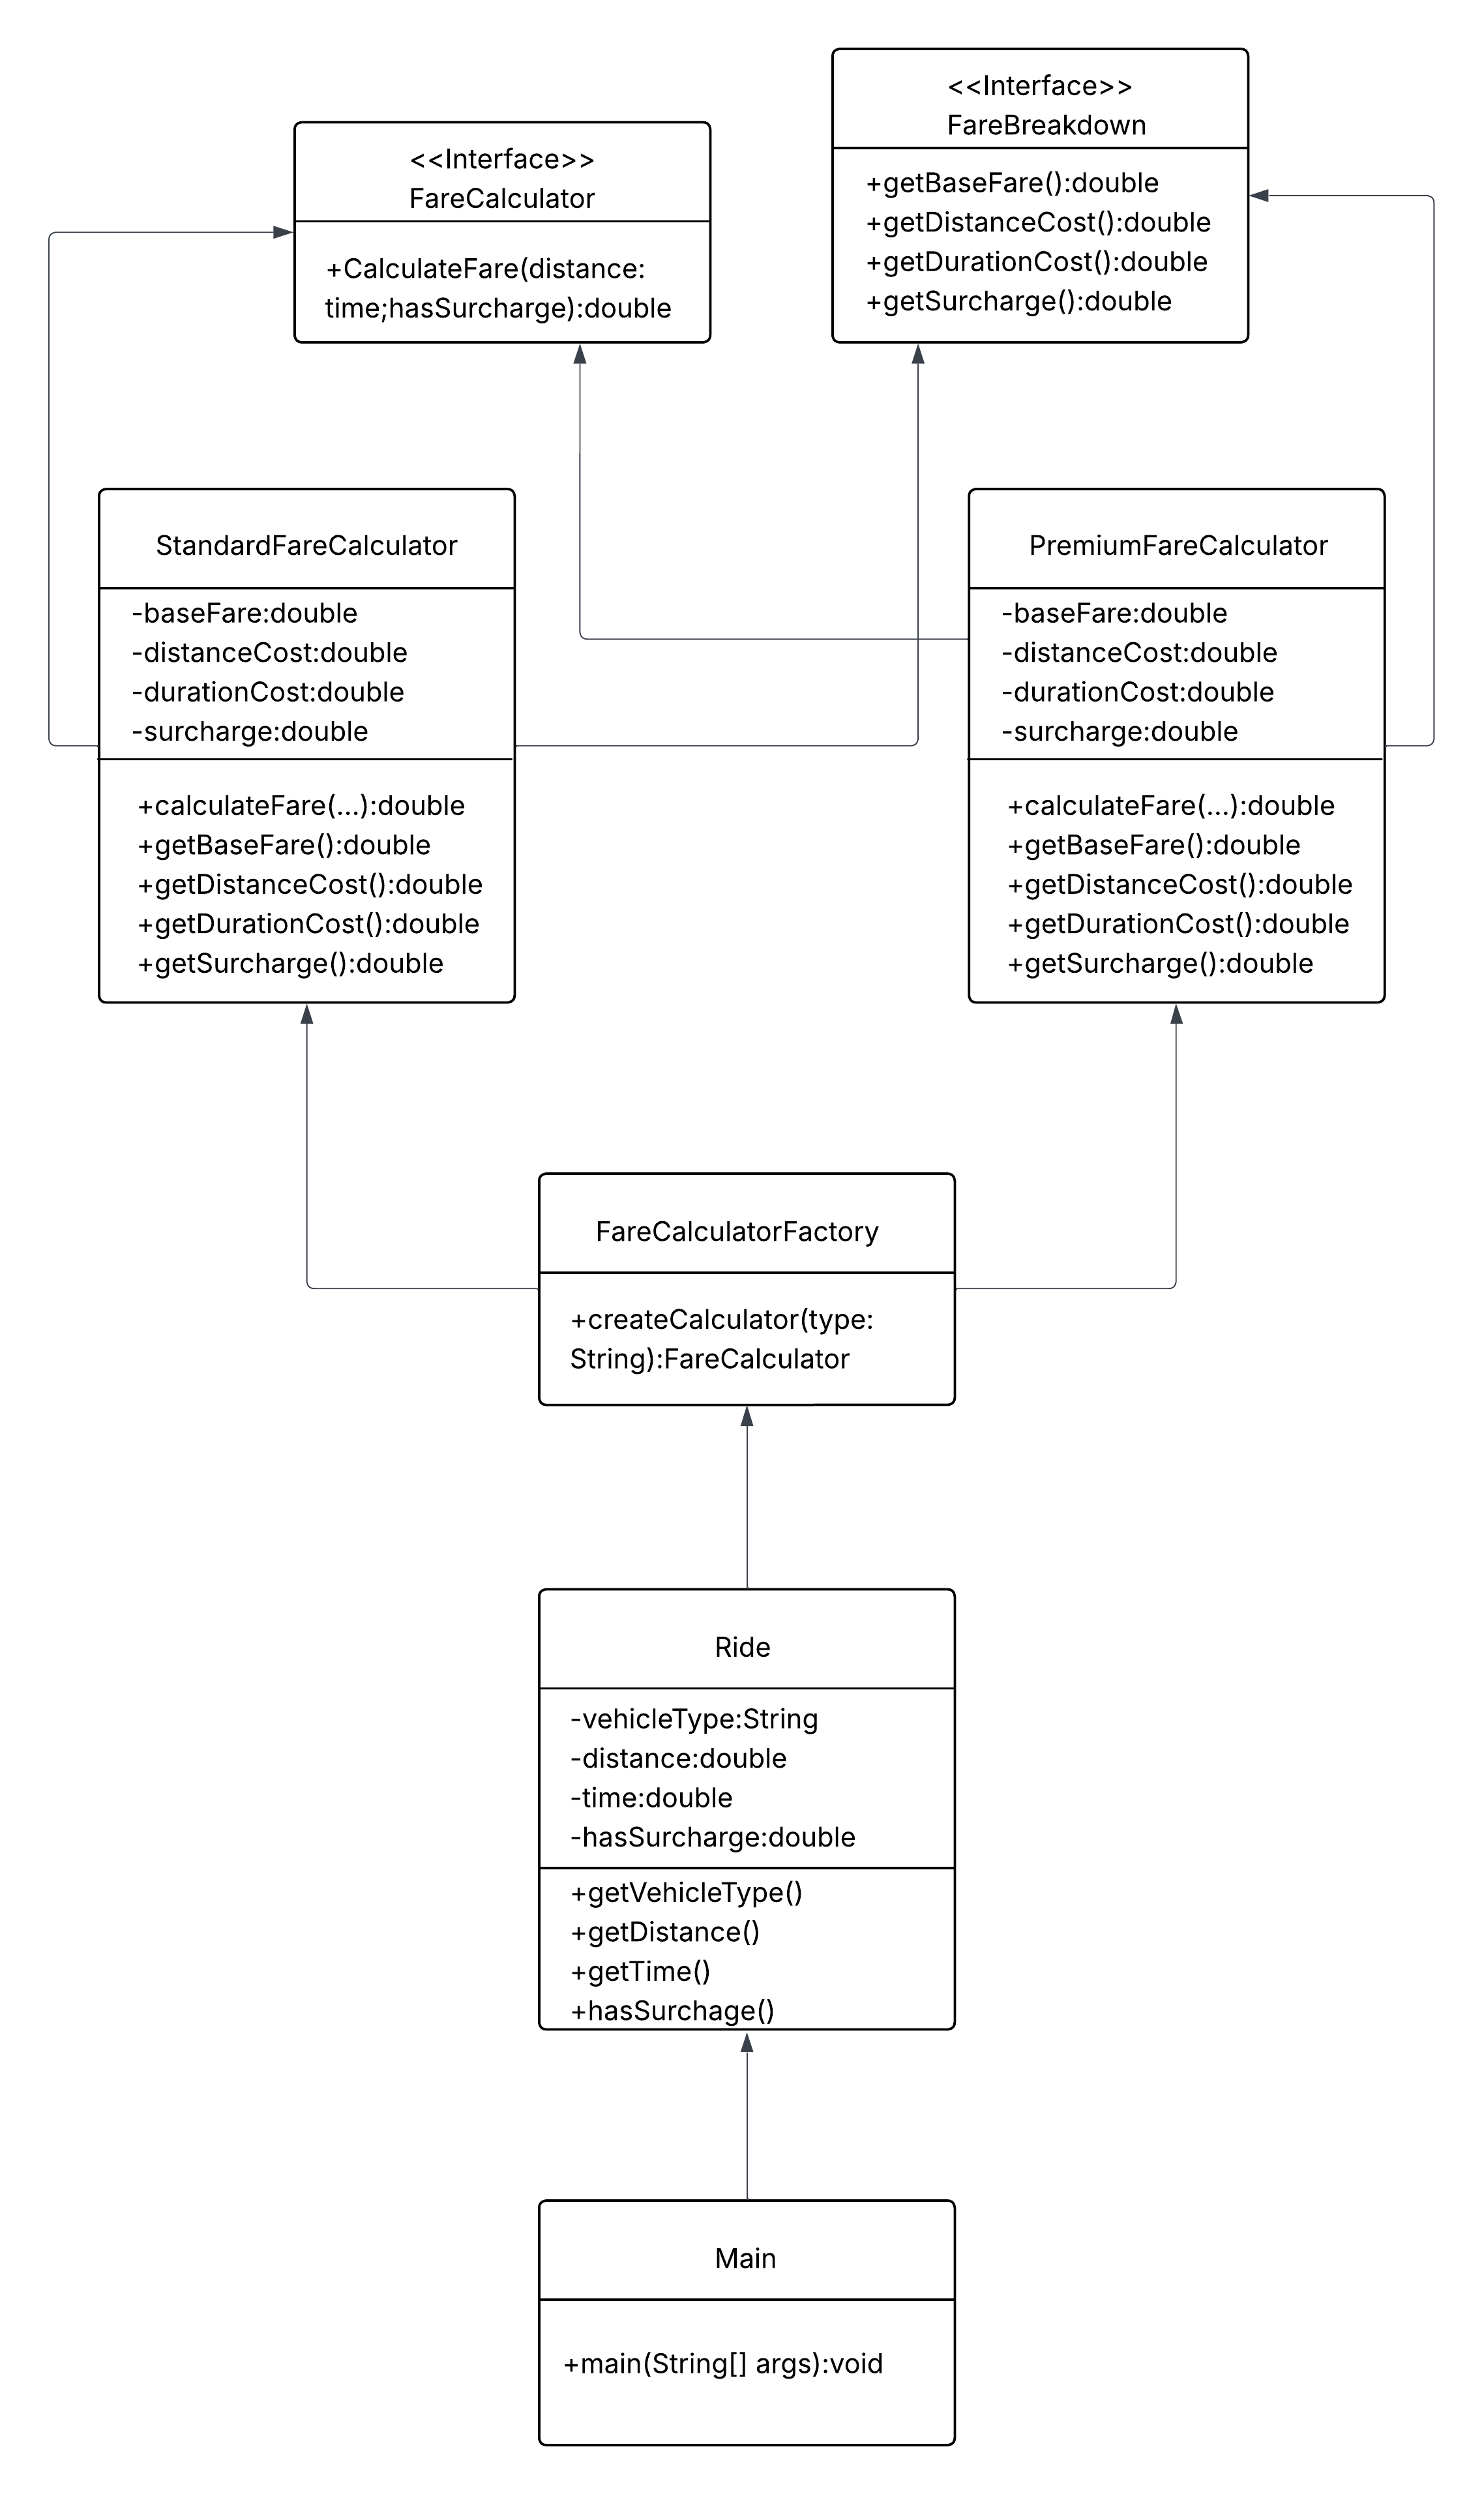 <<Interface>>
FareCalculator
+CalculateFare(distance:
time;hasSurcharge):double
<<Interface>>
FareBreakdown
+getBaseFare():double
+getDistanceCost():double
+getDurationCost():double
+getSurcharge():double
StandardFareCalculator
-baseFare:double
-distanceCost:double
-durationCost:double
-surcharge:double
+calculateFare(...):double
+getBaseFare():double
+getDistanceCost():double
+getDurationCost():double
+getSurcharge():double
PremiumFareCalculator
-baseFare:double
-distanceCost:double
-durationCost:double
-surcharge:double
+calculateFare(...):double
+getBaseFare():double
+getDistanceCost():double
+getDurationCost():double
+getSurcharge():double
FareCalculatorFactory
+createCalculator(type:
String):FareCalculator
Ride
-vehicleType:String
-distance:double
-time:double
-hasSurcharge:double
+getVehicleType()
+getDistance()
+getTime()
+hasSurchage()
Main
+main(String[] args):void